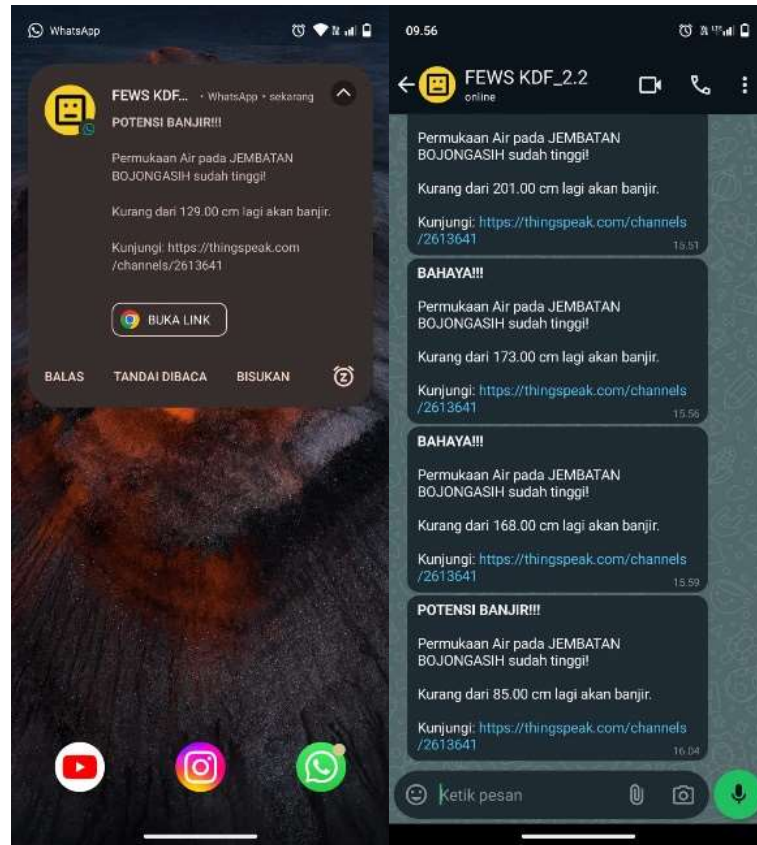 WhatsApp
FEWS KDF... • WhatsApp • sekarang
POTENSI BANJIR!!!
Permukaan Air pada JEMBATAN
BOJONGASIH sudah tinggi!
Kurang dari 129.00 cm lagi akan banjir.
Kunjungi: https://thingspeak.com
/channels/2613641
BUKA LINK
BALAS TANDAI DIBACA BISUKAN
09.56
FEWS KDF_2.2
online
Permukaan Air pada JEMBATAN
BOJONGASIH sudah tinggi!
Kurang dari 201.00 cm lagi akan banjir.
Kunjungi: https://thingspeak.com/channels
/2613641 15.51
BAHAYA!!!
Permukaan Air pada JEMBATAN
BOJONGASIH sudah tinggi!
Kurang dari 173.00 cm lagi akan banjir.
Kunjungi: https://thingspeak.com/channels
/2613641 15.56
BAHAYA!!!
Permukaan Air pada JEMBATAN
BOJONGASIH sudah tinggi!
Kurang dari 168.00 cm lagi akan banjir.
Kunjungi: https://thingspeak.com/channels
/2613641 15.59
POTENSI BANJIR!!!
Permukaan Air pada JEMBATAN
BOJONGASIH sudah tinggi!
Kurang dari 85.00 cm lagi akan banjir.
Kunjungi: https://thingspeak.com/channels
/2613641 16.04
Ketik pesan